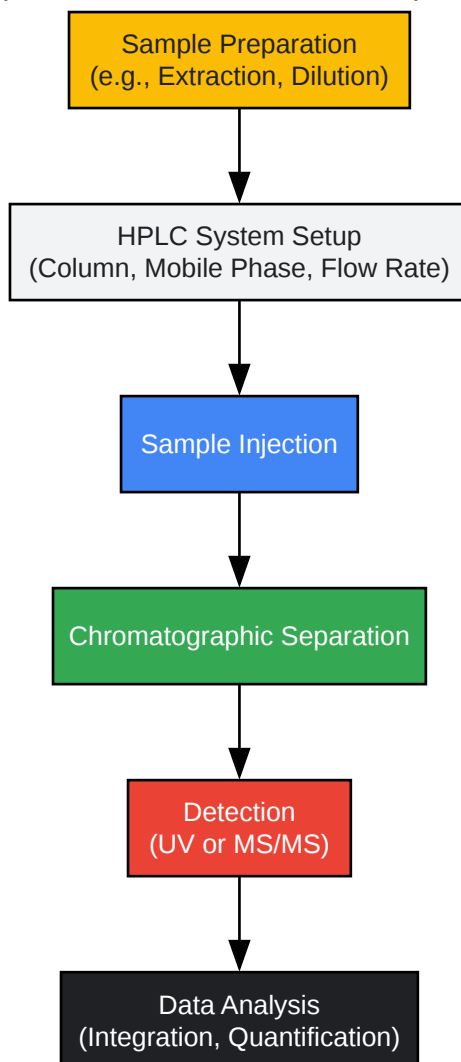 Sample Preparation
(e.g., Extraction, Dilution)
HPLC System Setup
(Column, Mobile Phase, Flow Rate)
Sample Injection
Chromatographic Separation
Detection
(UV or MS/MS)
Data Analysis
(Integration, Quantification)